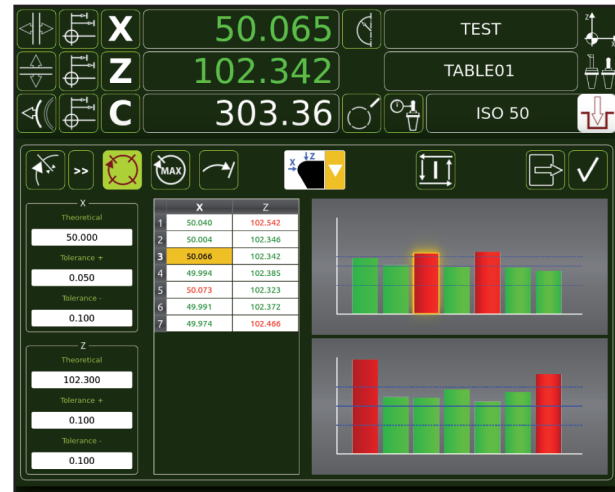 X 50.065 TEST
Z 102.342 TABLE01
C 303.36 ISO 50
>> MAX X Z
X
Theoretical
50.000
Tolerance +
0.050
Tolerance -
0.100
Z
Theoretical
102.300
Tolerance +
0.100
Tolerance -
0.100
X Z
1 50.040 102.542
2 50.004 102.346
3 50.066 102.342
4 49.994 102.385
5 50.073 102.323
6 49.991 102.372
7 49.974 102.466